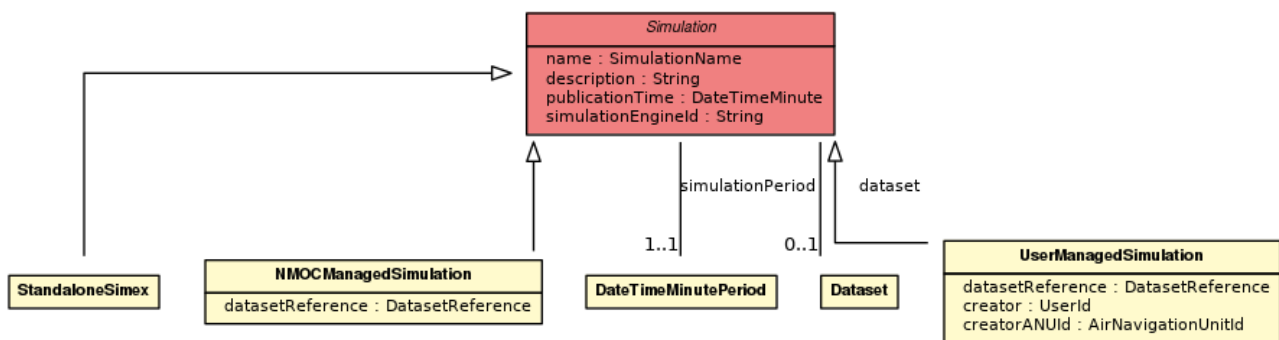 Simulation
name : SimulationName
description : String
publicationTime : DateTimeMinute
simulationEngineId : String
simulationPeriod
dataset
1..1
0..1
StandaloneSimex
NMOCManagedSimulation
datasetReference : DatasetReference
DateTimeMinutePeriod
Dataset
UserManagedSimulation
datasetReference : DatasetReference
creator : UserId
creatorANUId : AirNavigationUnitId